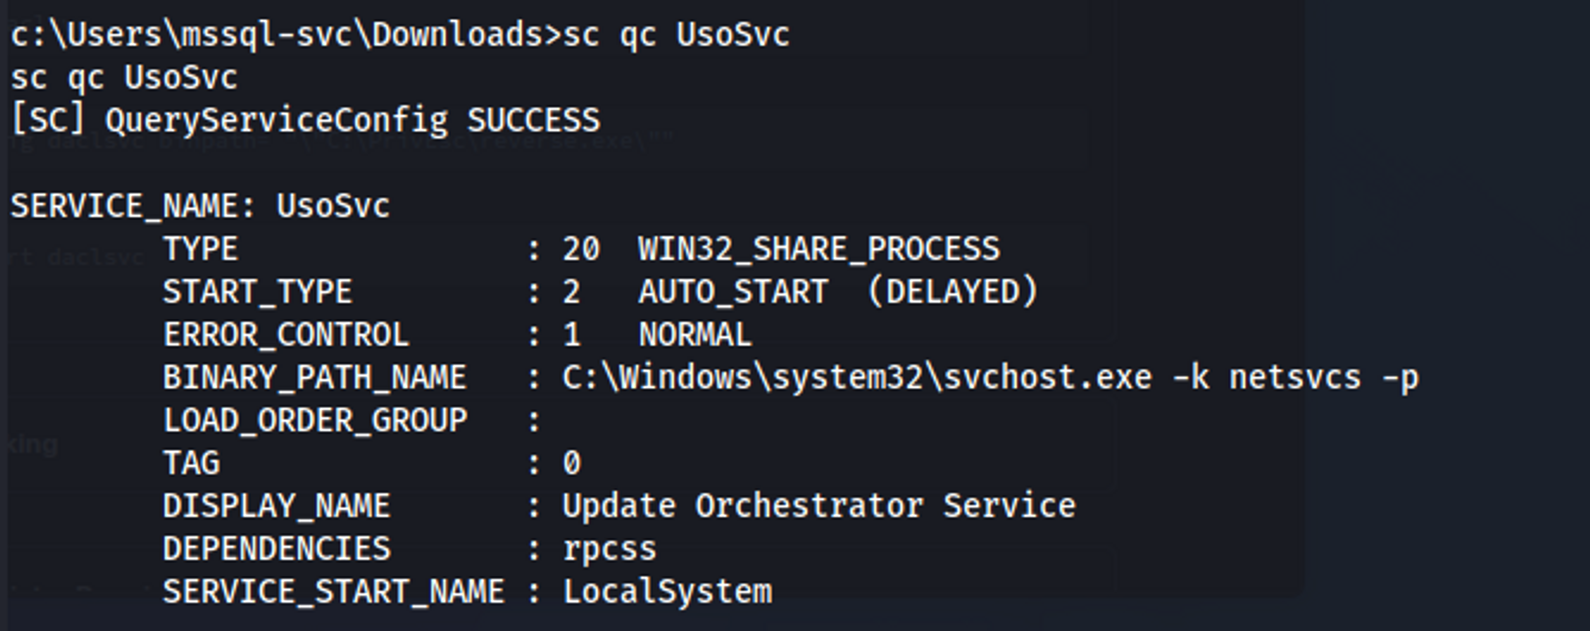 c:\Users\mssql-svc\Downloads>sc qc UsoSvc
sc qc UsoSvc
[SC] QueryServiceConfig SUCCESS
SERVICE_NAME: UsoSvc
TYPE : 20 WIN32_SHARE_PROCESS
START_TYPE : 2 AUTO_START (DELAYED)
ERROR_CONTROL : 1 NORMAL
BINARY_PATH_NAME : C:\Windows\system32\svchost.exe -k netsvcs -p
LOAD_ORDER_GROUP :
TAG : 0
DISPLAY_NAME : Update Orchestrator Service
DEPENDENCIES : rpcss
SERVICE_START_NAME : LocalSystem